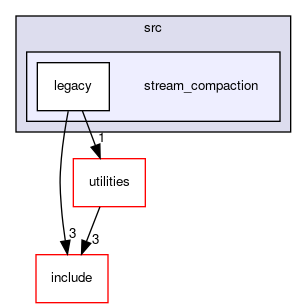 src
legacy
stream_compaction
1
utilities
3
3
include